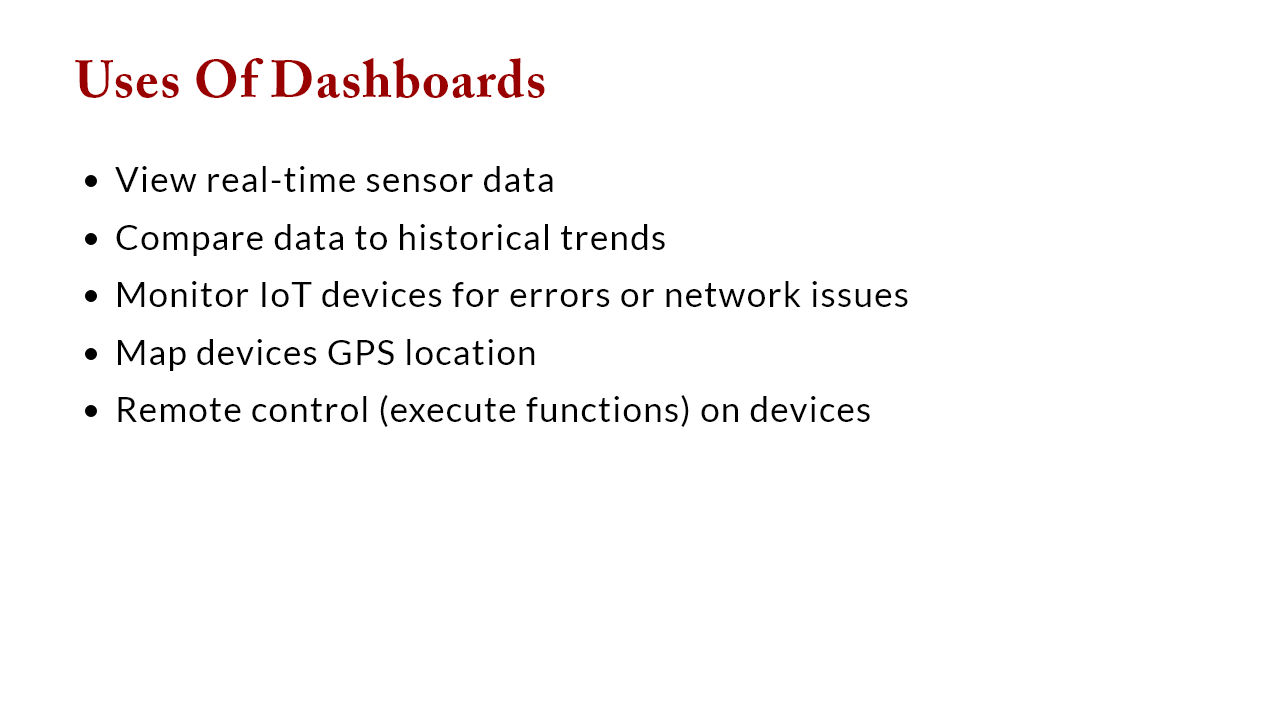 Uses Of Dashboards
• View real-time sensor data
• Compare data to historical trends
• Monitor IoT devices for errors or network issues
• Map devices GPS location
• Remote control (execute functions) on devices